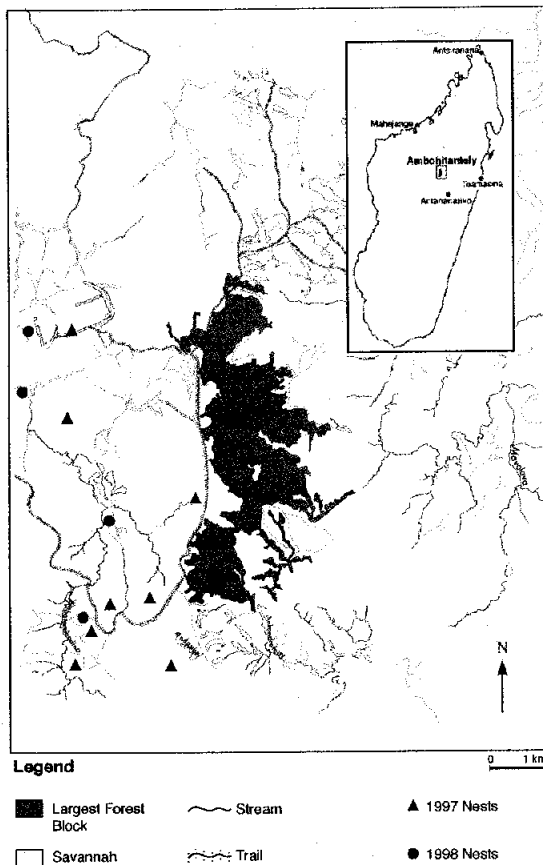 Antsiranana
Mahajanga
Ambohitantely
Toamasina
Antananarivo
N
0 1 km
Legend
Largest Forest
Block
Stream
1997 Nests
Savannah
Trail
1998 Nests